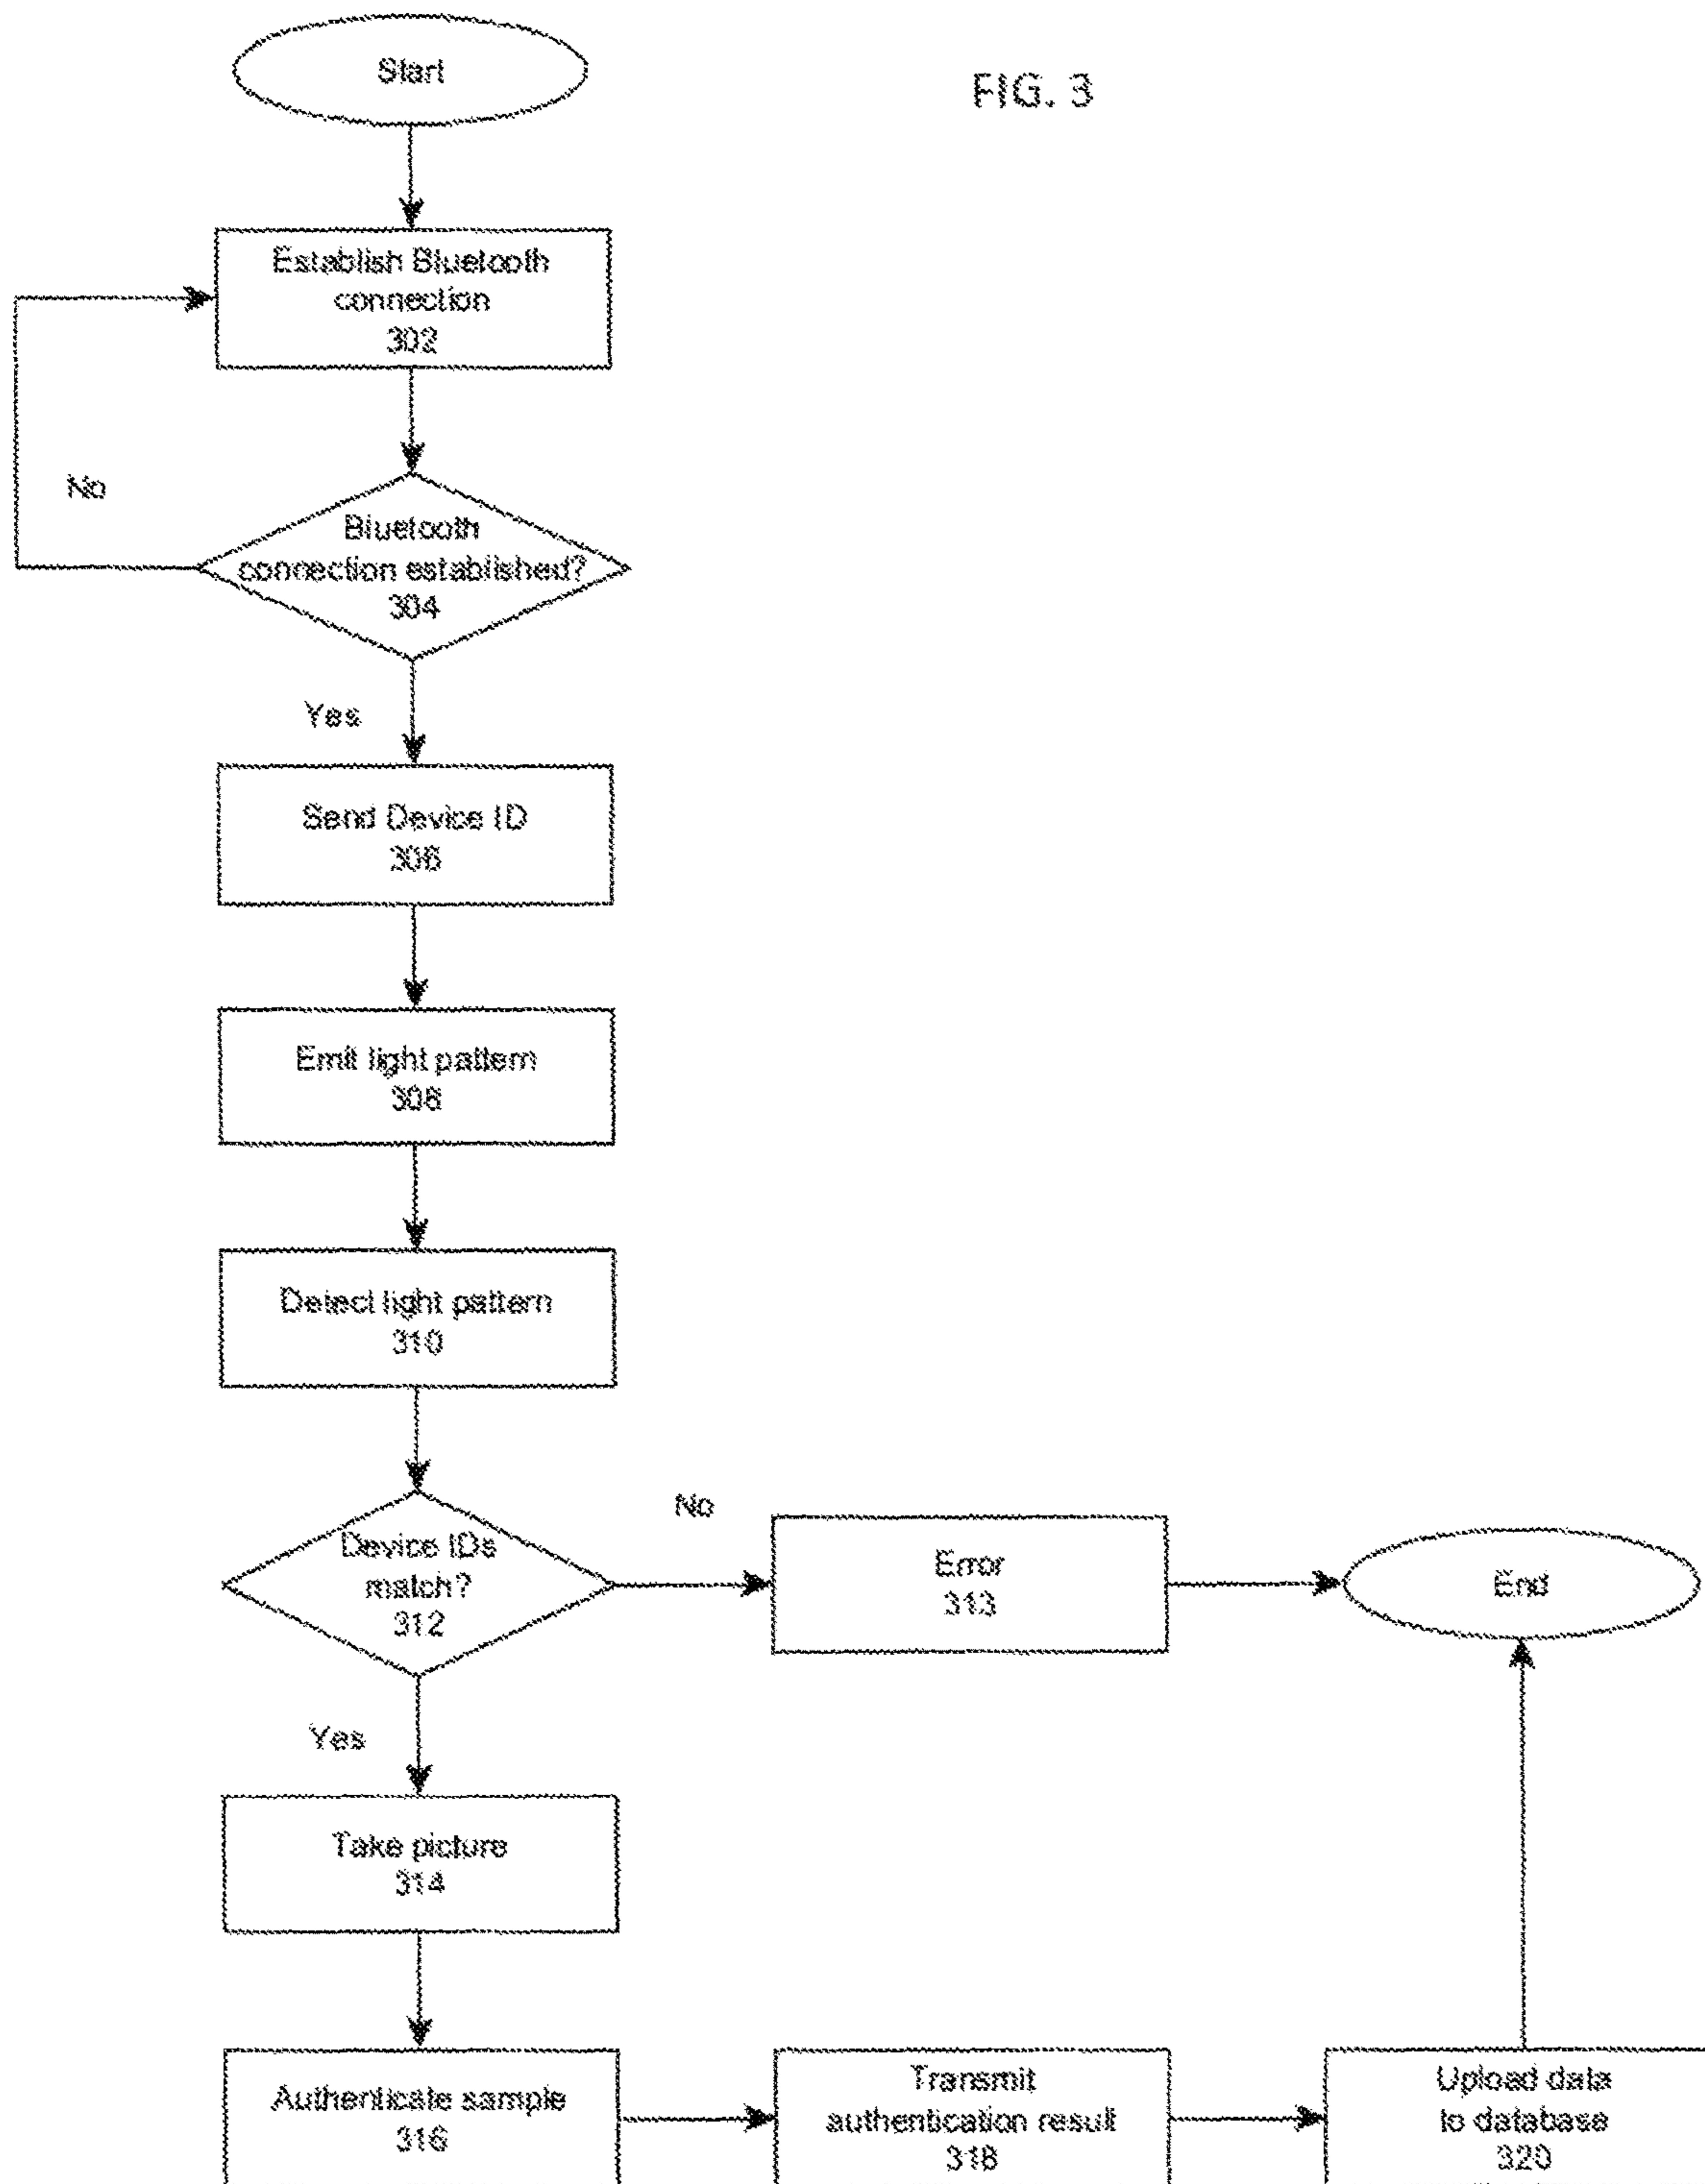 Start
FIG. 3
Establish Bluetooth
connection
302
No
Bluetooth
connection established?
304
Yes
Send Device ID
306
Emit light pattern
308
Detect light pattern
310
Device IDs
match?
312
No
Error
313
End
Yes
Take picture
314
Authenticate sample
316
Transmit
authentication result
318
Upload data
to database
320